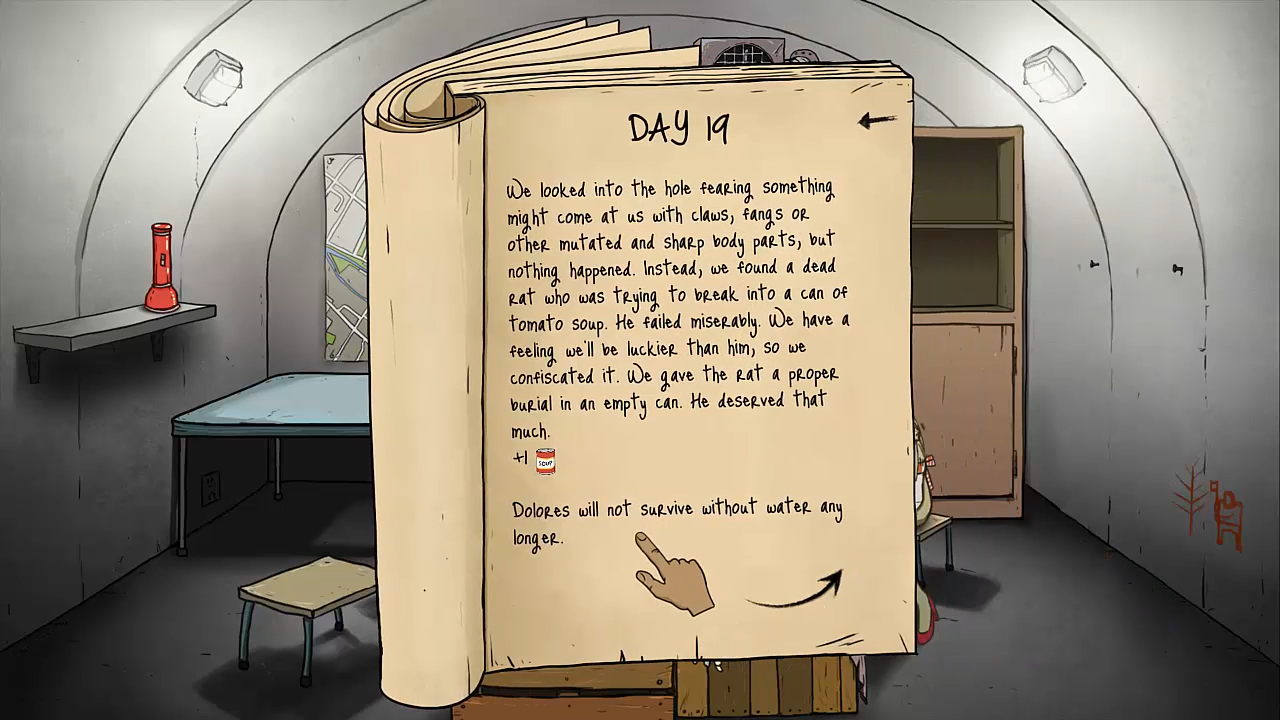 DAY 19
We looked into the hole fearing something
might come at us with claws, fangs or
other mutated and sharp body parts, but
nothing happened. Instead, we found a dead
rat who was trying to break into a can of
tomato soup. He failed miserably. We have a
feeling we'll be luckier than him, so we
confiscated it. We gave the rat a proper
burial in an empty can. He deserved that
much.
+1 SOUP
Dolores will not survive without water any
longer.